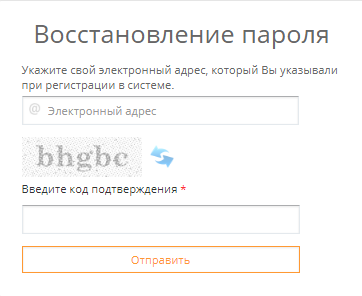 Восстановление пароля
Укажите свой электронный адрес, который Вы указывали
при регистрации в системе.
@ Электронный адрес
bhgbc
Введите код подтверждения *
Отправить